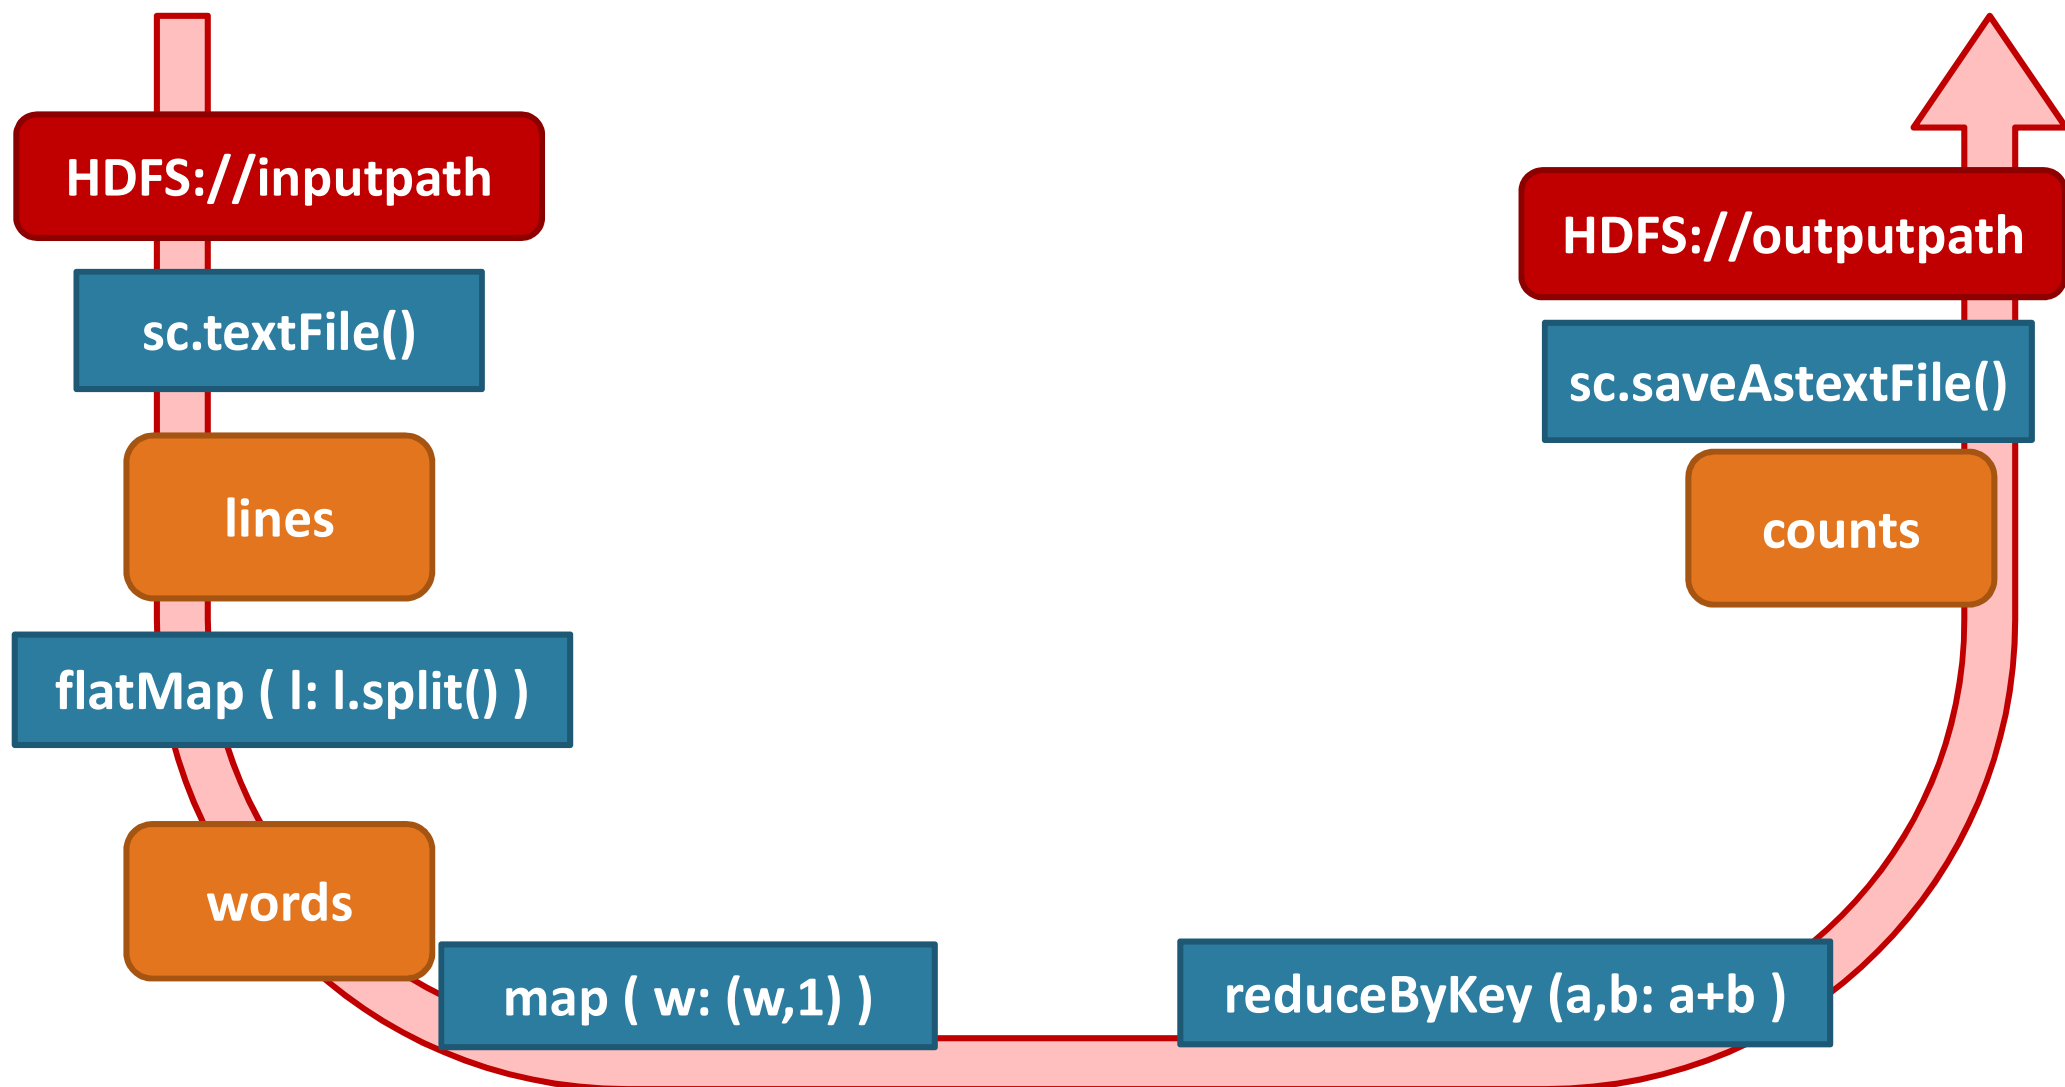 HDFS://inputpath
sc.textFile()
lines
flatMap ( l: l.split() )
words
map ( w: (w,1) )
reduceByKey (a,b: a+b )
counts
sc.saveAstextFile()
HDFS://outputpath